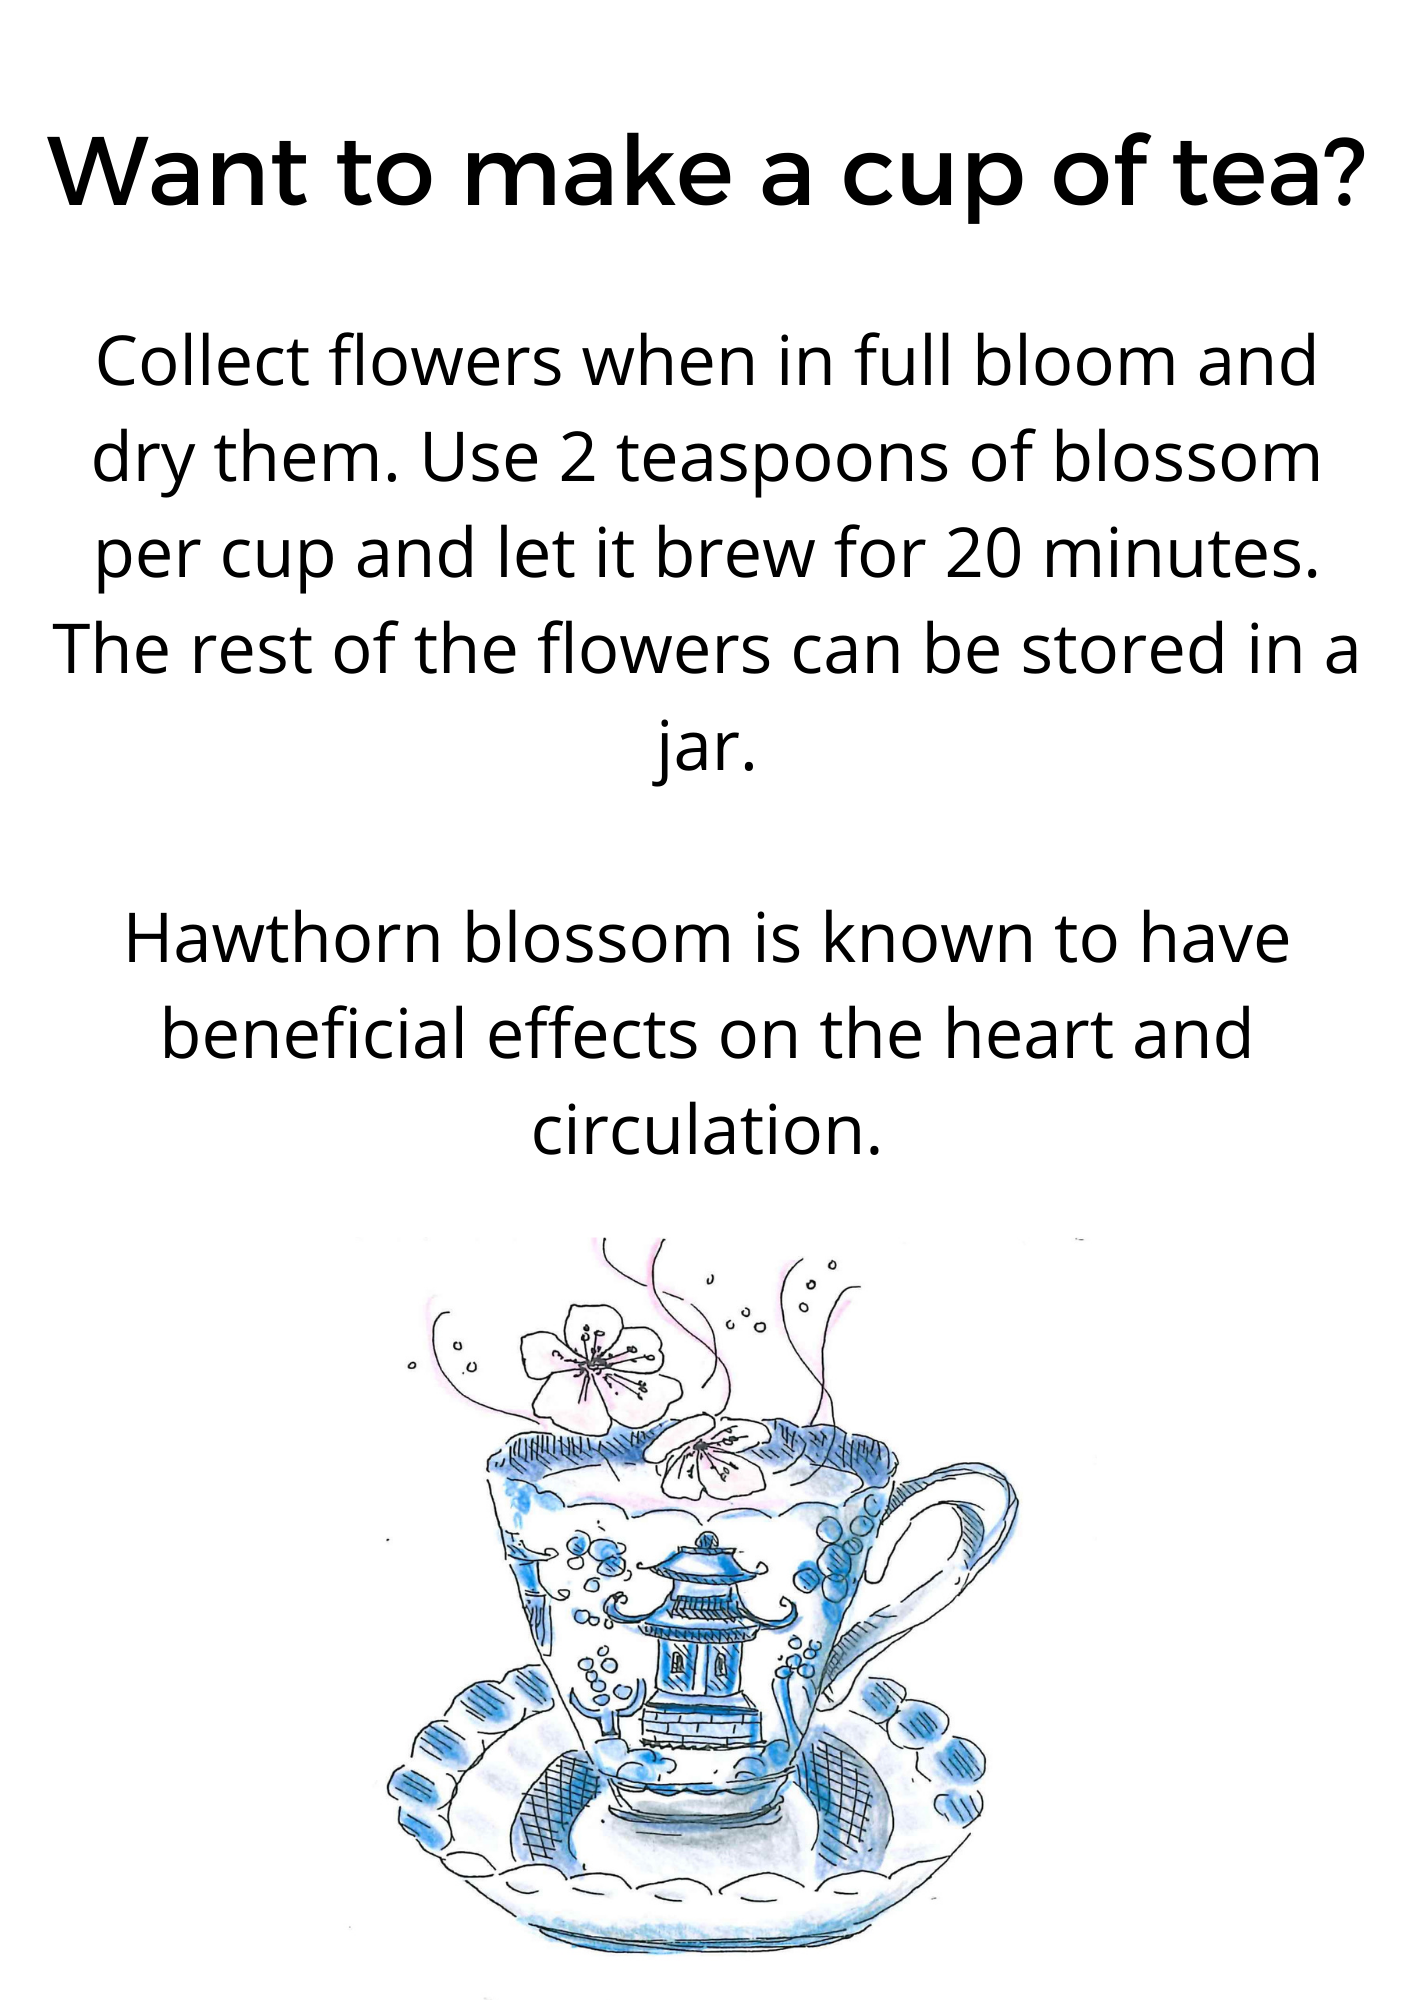 Want to make a cup of tea?
Collect flowers when in full bloom and
dry them. Use 2 teaspoons of blossom
per cup and let it brew for 20 minutes.
The rest of the flowers can be stored in a
jar.
Hawthorn blossom is known to have
beneficial effects on the heart and
circulation.